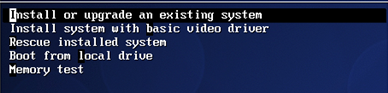 Install or upgrade an existing system
Install system with basic video driver
Rescue installed system
Boot from local drive
Memory test